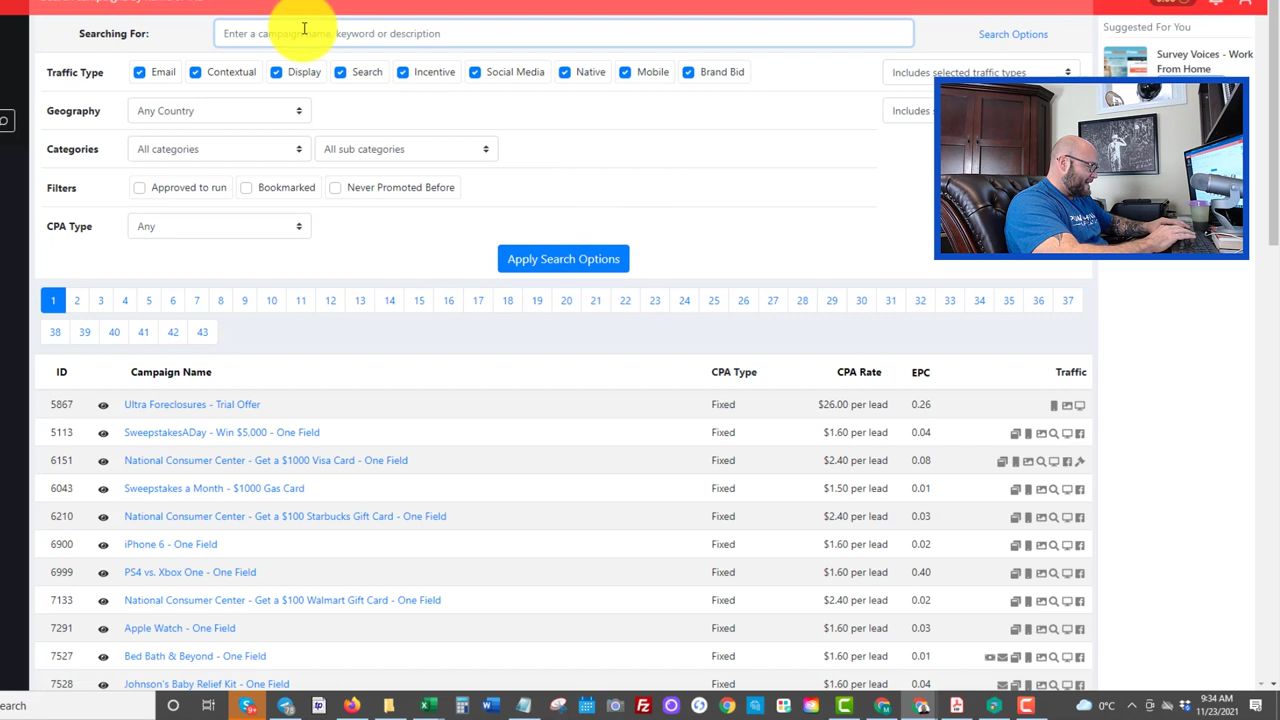 Searching For: Enter a campaign name, keyword or description Search Options
Suggested For You
Survey Voices - Work
From Home
Traffic Type Email Contextual Display Search Incentive Social Media Native Mobile Brand Bid Includes selected traffic types
Geography Any Country Includes
Categories All categories All sub categories
Filters Approved to run Bookmarked Never Promoted Before
CPA Type Any
Apply Search Options
1 2 3 4 5 6 7 8 9 10 11 12 13 14 15 16 17 18 19 20 21 22 23 24 25 26 27 28 29 30 31 32 33 34 35 36 37
38 39 40 41 42 43
ID Campaign Name CPA Type CPA Rate EPC Traffic
5867 Ultra Foreclosures - Trial Offer Fixed $26.00 per lead 0.26
5113 SweepstakesADay - Win $5,000 - One Field Fixed $1.60 per lead 0.04
6151 National Consumer Center - Get a $1000 Visa Card - One Field Fixed $2.40 per lead 0.08
6043 Sweepstakes a Month - $1000 Gas Card Fixed $1.50 per lead 0.01
6210 National Consumer Center - Get a $100 Starbucks Gift Card - One Field Fixed $2.40 per lead 0.03
6900 iPhone 6 - One Field Fixed $1.60 per lead 0.02
6999 PS4 vs. Xbox One - One Field Fixed $1.60 per lead 0.40
7133 National Consumer Center - Get a $100 Walmart Gift Card - One Field Fixed $2.40 per lead 0.02
7291 Apple Watch - One Field Fixed $1.60 per lead 0.03
7527 Bed Bath & Beyond - One Field Fixed $1.60 per lead 0.01
7528 Johnson's Baby Relief Kit - One Field Fixed $1.60 per lead 0.04
earch 0°C 9:34 AM
11/23/2021